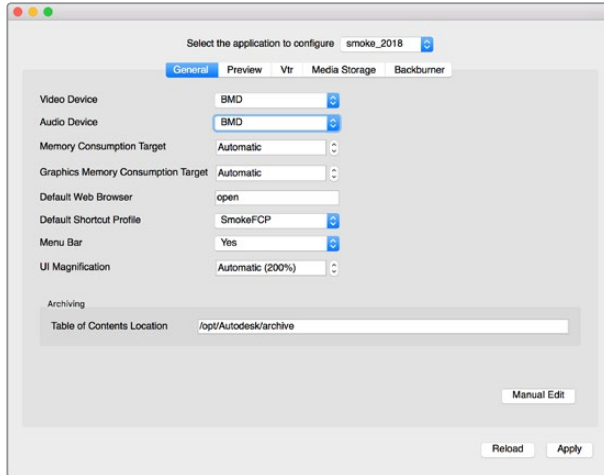 Select the application to configure smoke_2018
General Preview Vtr Media Storage Backburner
Video Device BMD
Audio Device BMD
Memory Consumption Target Automatic
Graphics Memory Consumption Target Automatic
Default Web Browser open
Default Shortcut Profile SmokeFCP
Menu Bar Yes
UI Magnification Automatic (200%)
Archiving
Table of Contents Location /opt/Autodesk/archive
Manual Edit
Reload Apply